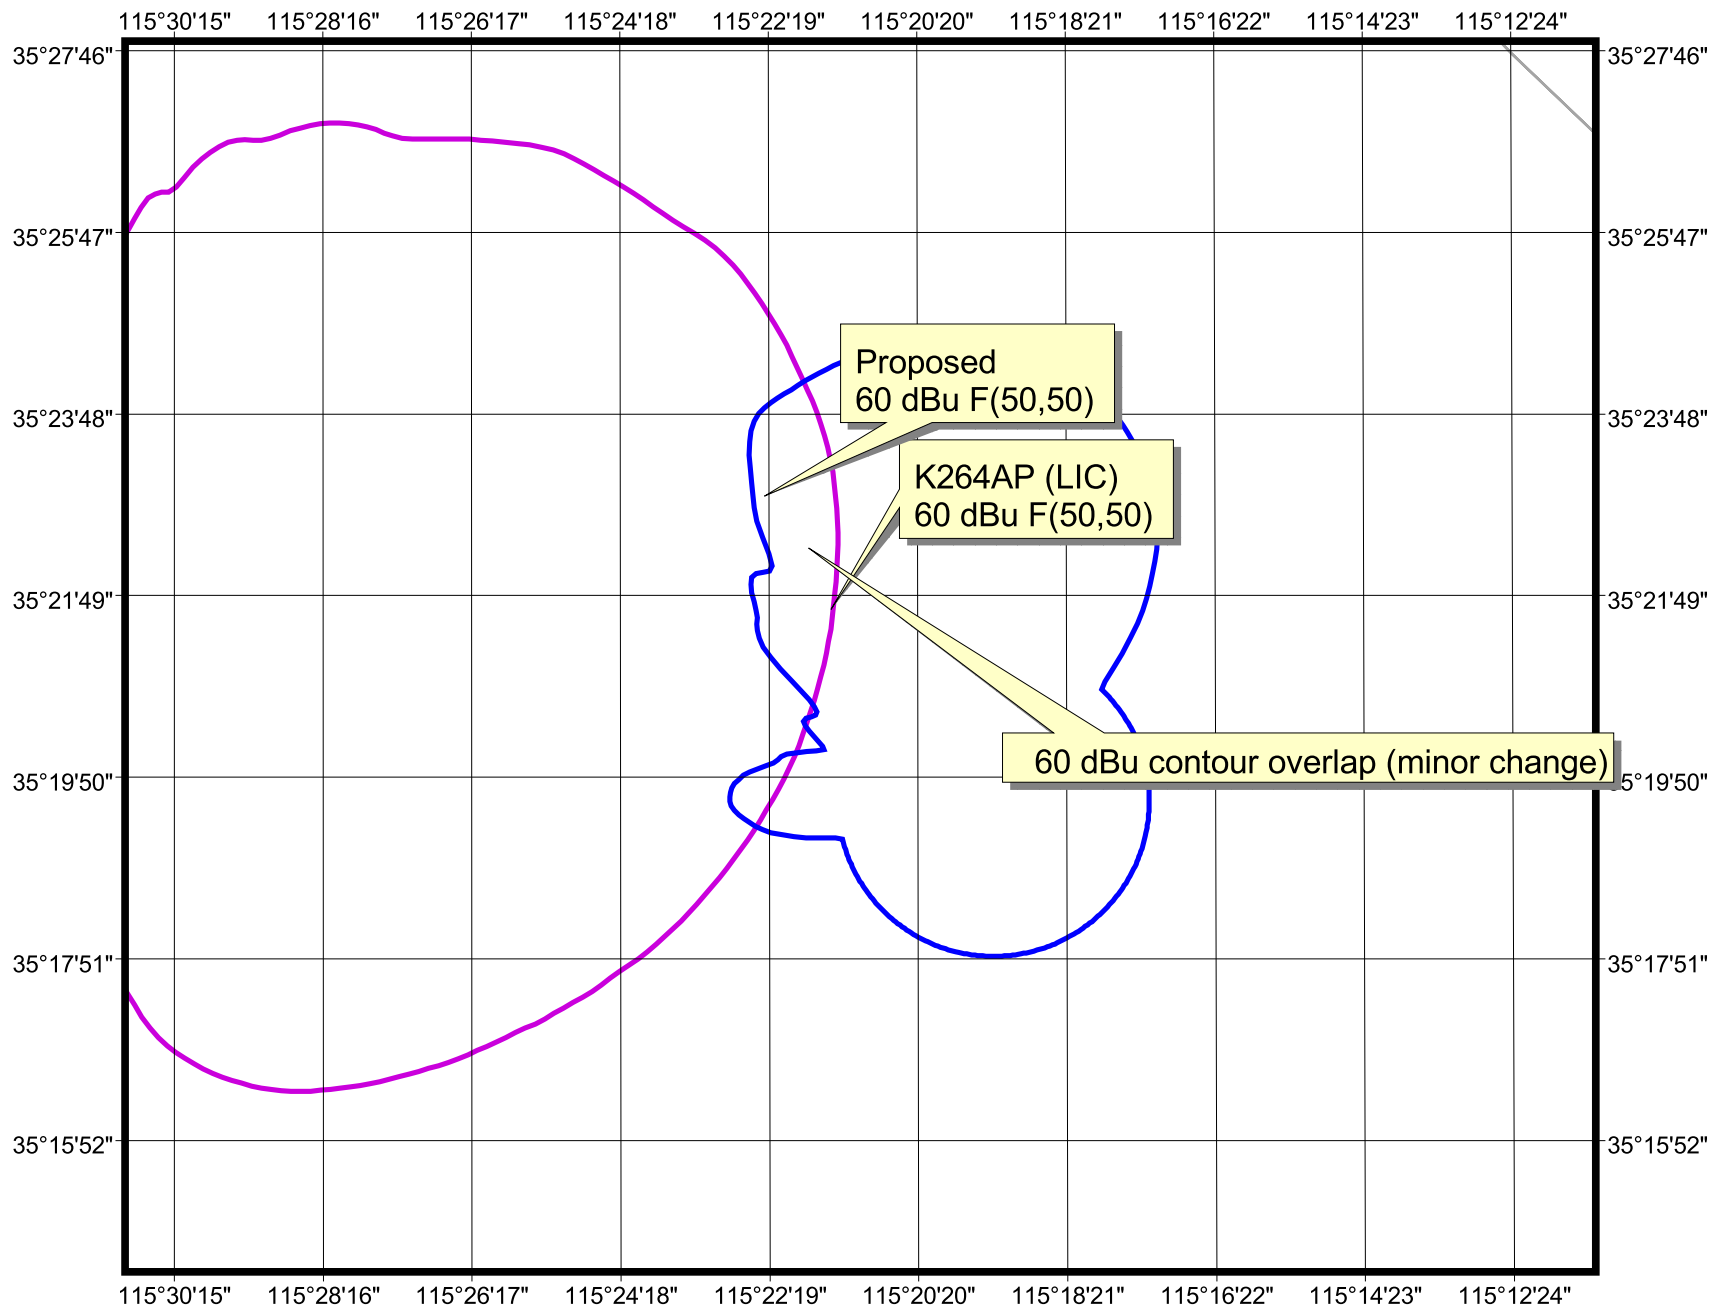 115°30'15" 115°28'16" 115°26'17" 115°24'18" 115°22'19" 115°20'20" 115°18'21" 115°16'22" 115°14'23" 115°12'24"
35°27'46" 35°27'46"
35°25'47" 35°25'47"
Proposed
60 dBu F(50,50)
35°23'48" 35°23'48"
K264AP (LIC)
60 dBu F(50,50)
35°21'49" 35°21'49"
60 dBu contour overlap (minor change)
35°19'50" 35°19'50"
35°17'51" 35°17'51"
35°15'52" 35°15'52"
115°30'15" 115°28'16" 115°26'17" 115°24'18" 115°22'19" 115°20'20" 115°18'21" 115°16'22" 115°14'23" 115°12'24"